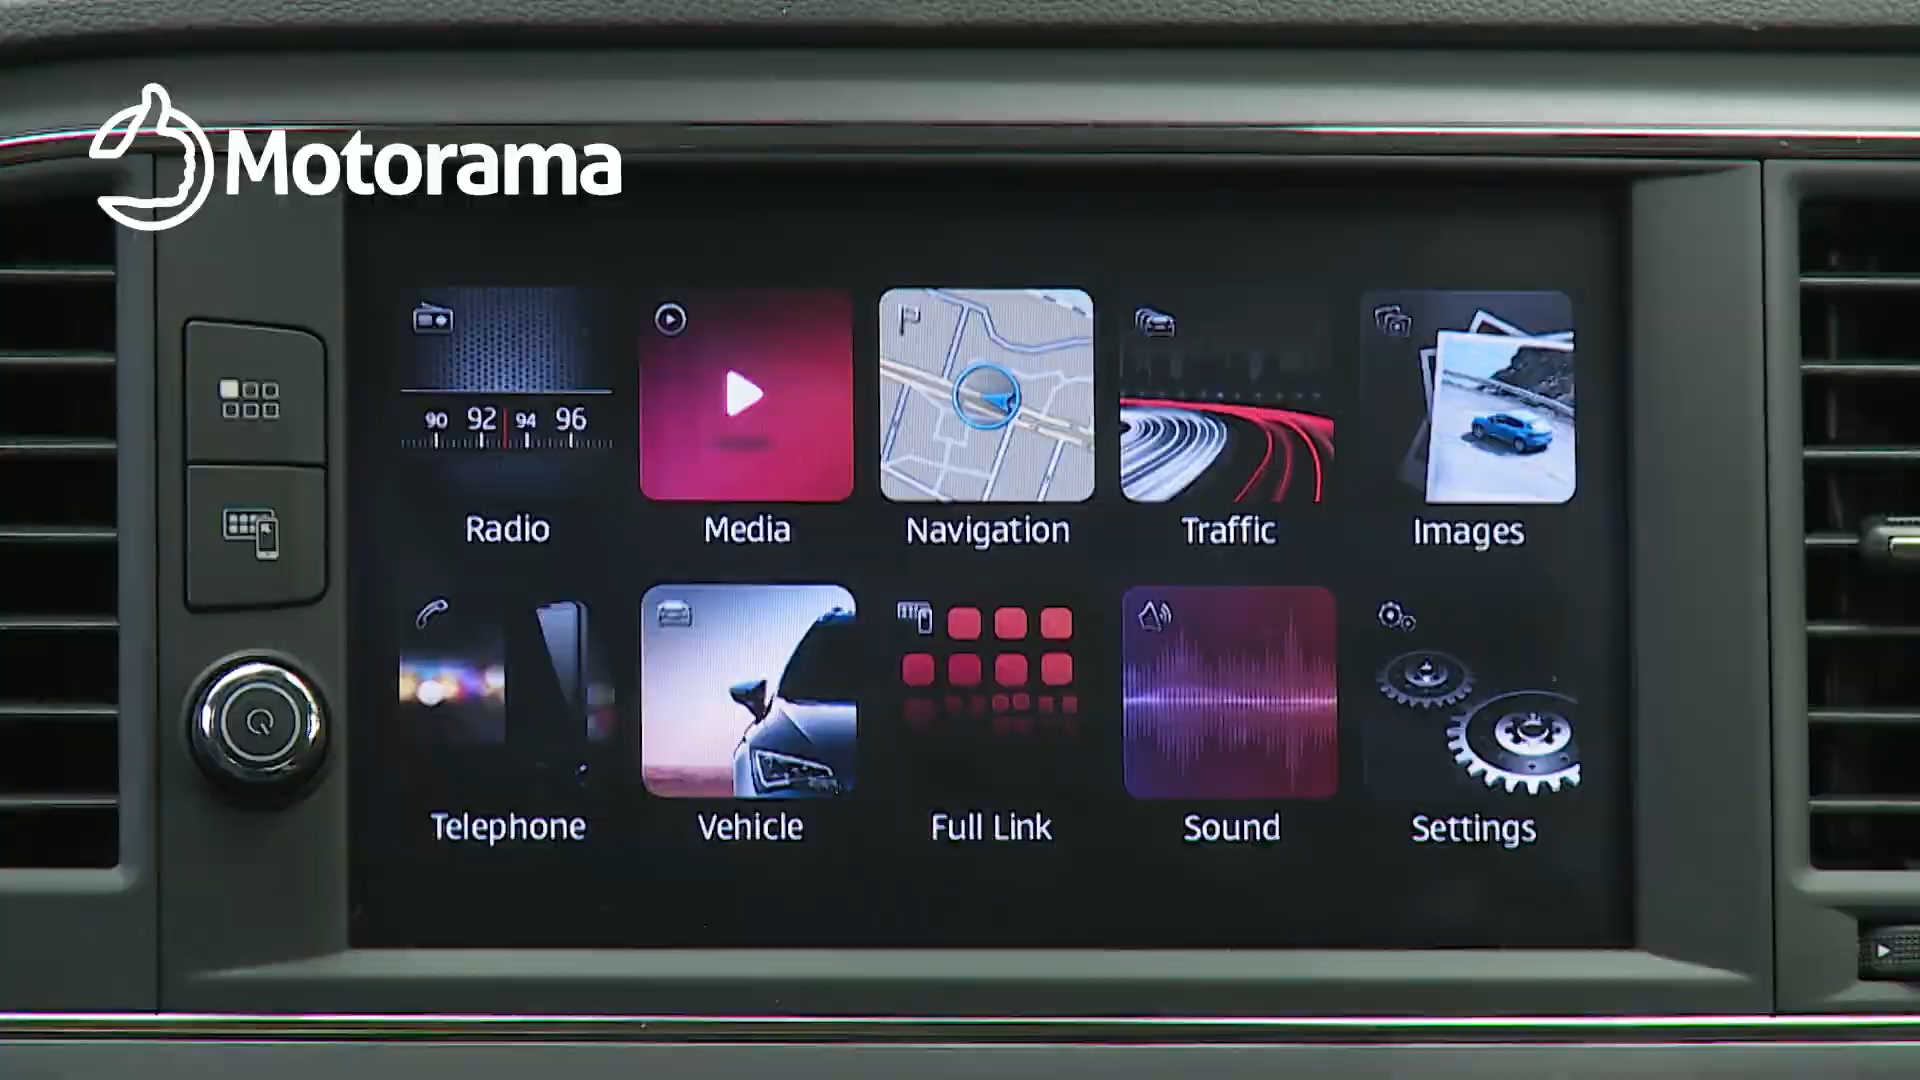 Motorama
90 92 94 96
Radio
Media
Navigation
Traffic
Images
Telephone
Vehicle
Full Link
Sound
Settings